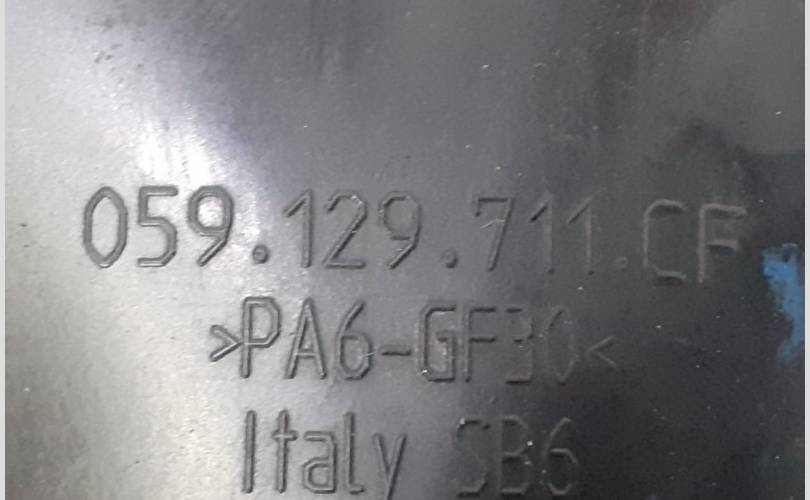 059.129.711.CF
>PA6-GF30<
Italy SB6